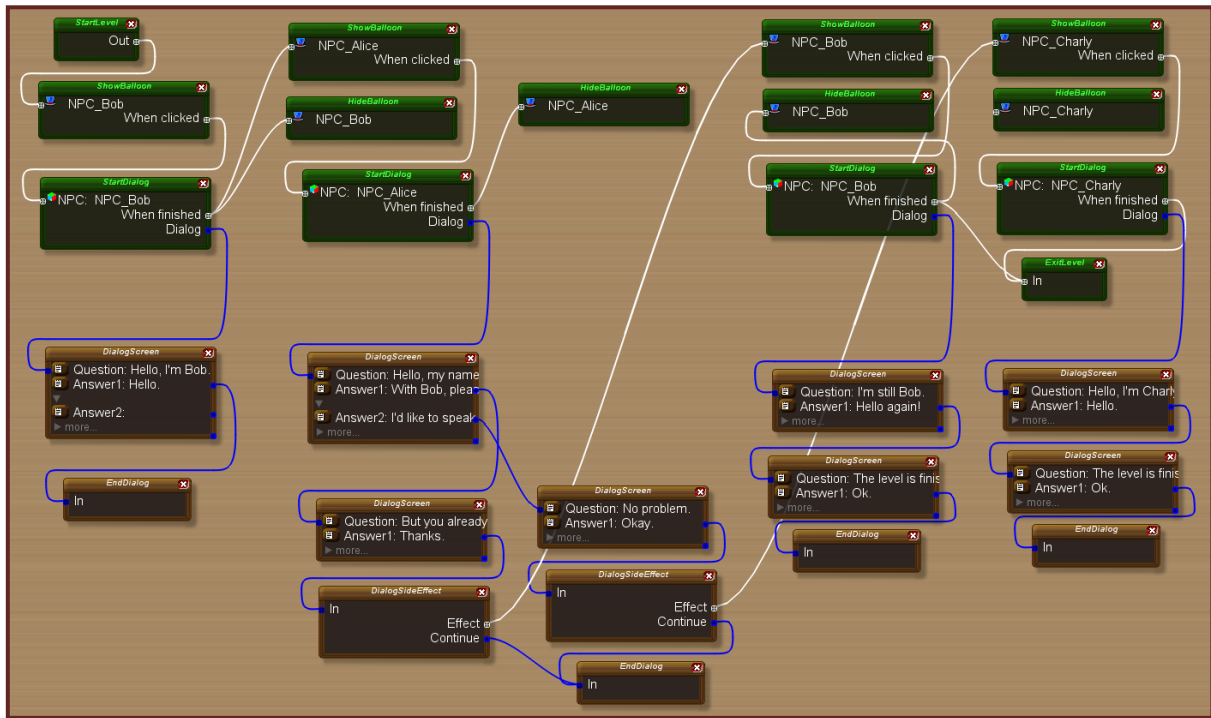 StartLevel
Out
ShowBalloon
NPC_Bob
When clicked
StartDialog
NPC: NPC_Bob
When finished
Dialog
DialogScreen
Question: Hello, I'm Bob.
Answer1: Hello.
Answer2:
more...
EndDialog
In
ShowBalloon
NPC_Alice
When clicked
HideBalloon
NPC_Bob
StartDialog
NPC: NPC_Alice
When finished
Dialog
DialogScreen
Question: Hello, my name
Answer1: With Bob, plea
Answer2: I'd like to speak
more...
DialogScreen
Question: But you already
Answer1: Thanks.
more...
DialogSideEffect
In
Effect
Continue
HideBalloon
NPC_Alice
DialogScreen
Question: No problem.
Answer1: Okay.
more...
DialogSideEffect
In
Effect
Continue
EndDialog
In
ShowBalloon
NPC_Bob
When clicked
HideBalloon
NPC_Bob
StartDialog
NPC: NPC_Bob
When finished
Dialog
DialogScreen
Question: I'm still Bob.
Answer1: Hello again!
more...
DialogScreen
Question: The level is finis
Answer1: Ok.
more...
EndDialog
In
ShowBalloon
NPC_Charly
When clicked
HideBalloon
NPC_Charly
StartDialog
NPC: NPC_Charly
When finished
Dialog
ExitLevel
In
DialogScreen
Question: Hello, I'm Charly
Answer1: Hello.
more...
DialogScreen
Question: The level is finis
Answer1: Ok.
more...
EndDialog
In